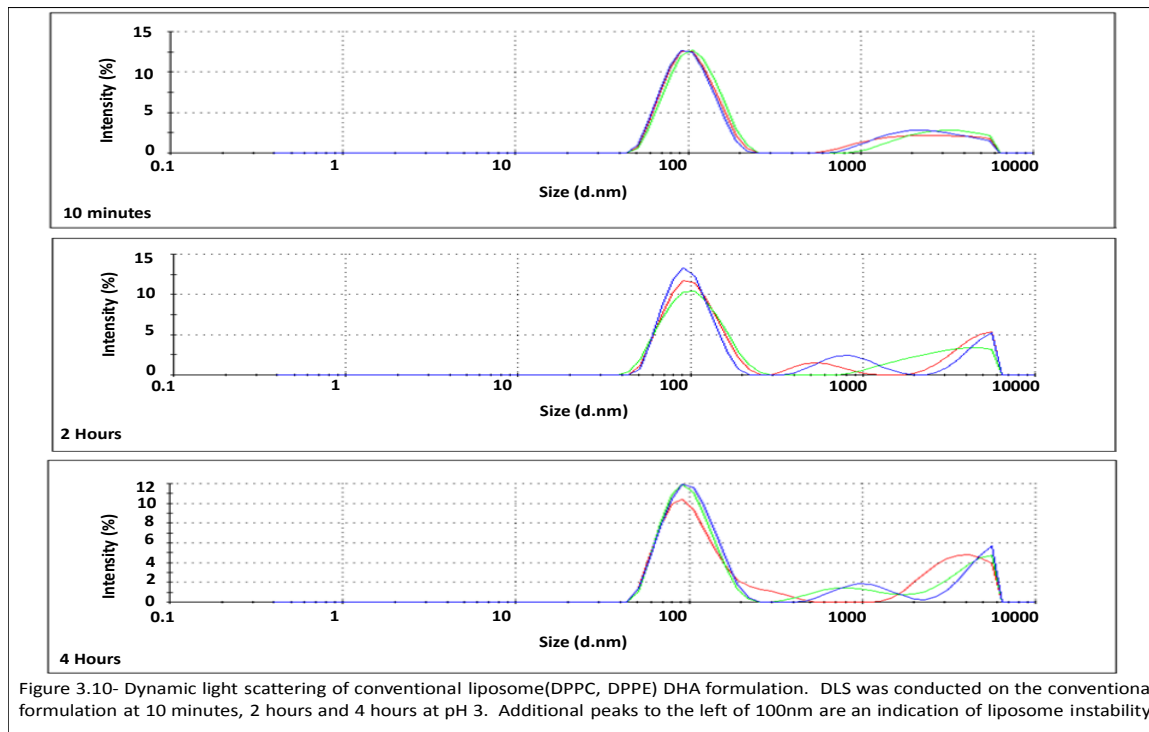 15
10
5
0
Intensity (%)
0.1 1 10 100 1000 10000
Size (d.nm)
10 minutes
15
10
5
0
Intensity (%)
0.1 1 10 100 1000 10000
Size (d.nm)
2 Hours
12
10
8
6
4
2
0
Intensity (%)
0.1 1 10 100 1000 10000
Size (d.nm)
4 Hours
Figure 3.10- Dynamic light scattering of conventional liposome(DPPC, DPPE) DHA formulation. DLS was conducted on the conventiona
formulation at 10 minutes, 2 hours and 4 hours at pH 3. Additional peaks to the left of 100nm are an indication of liposome instability